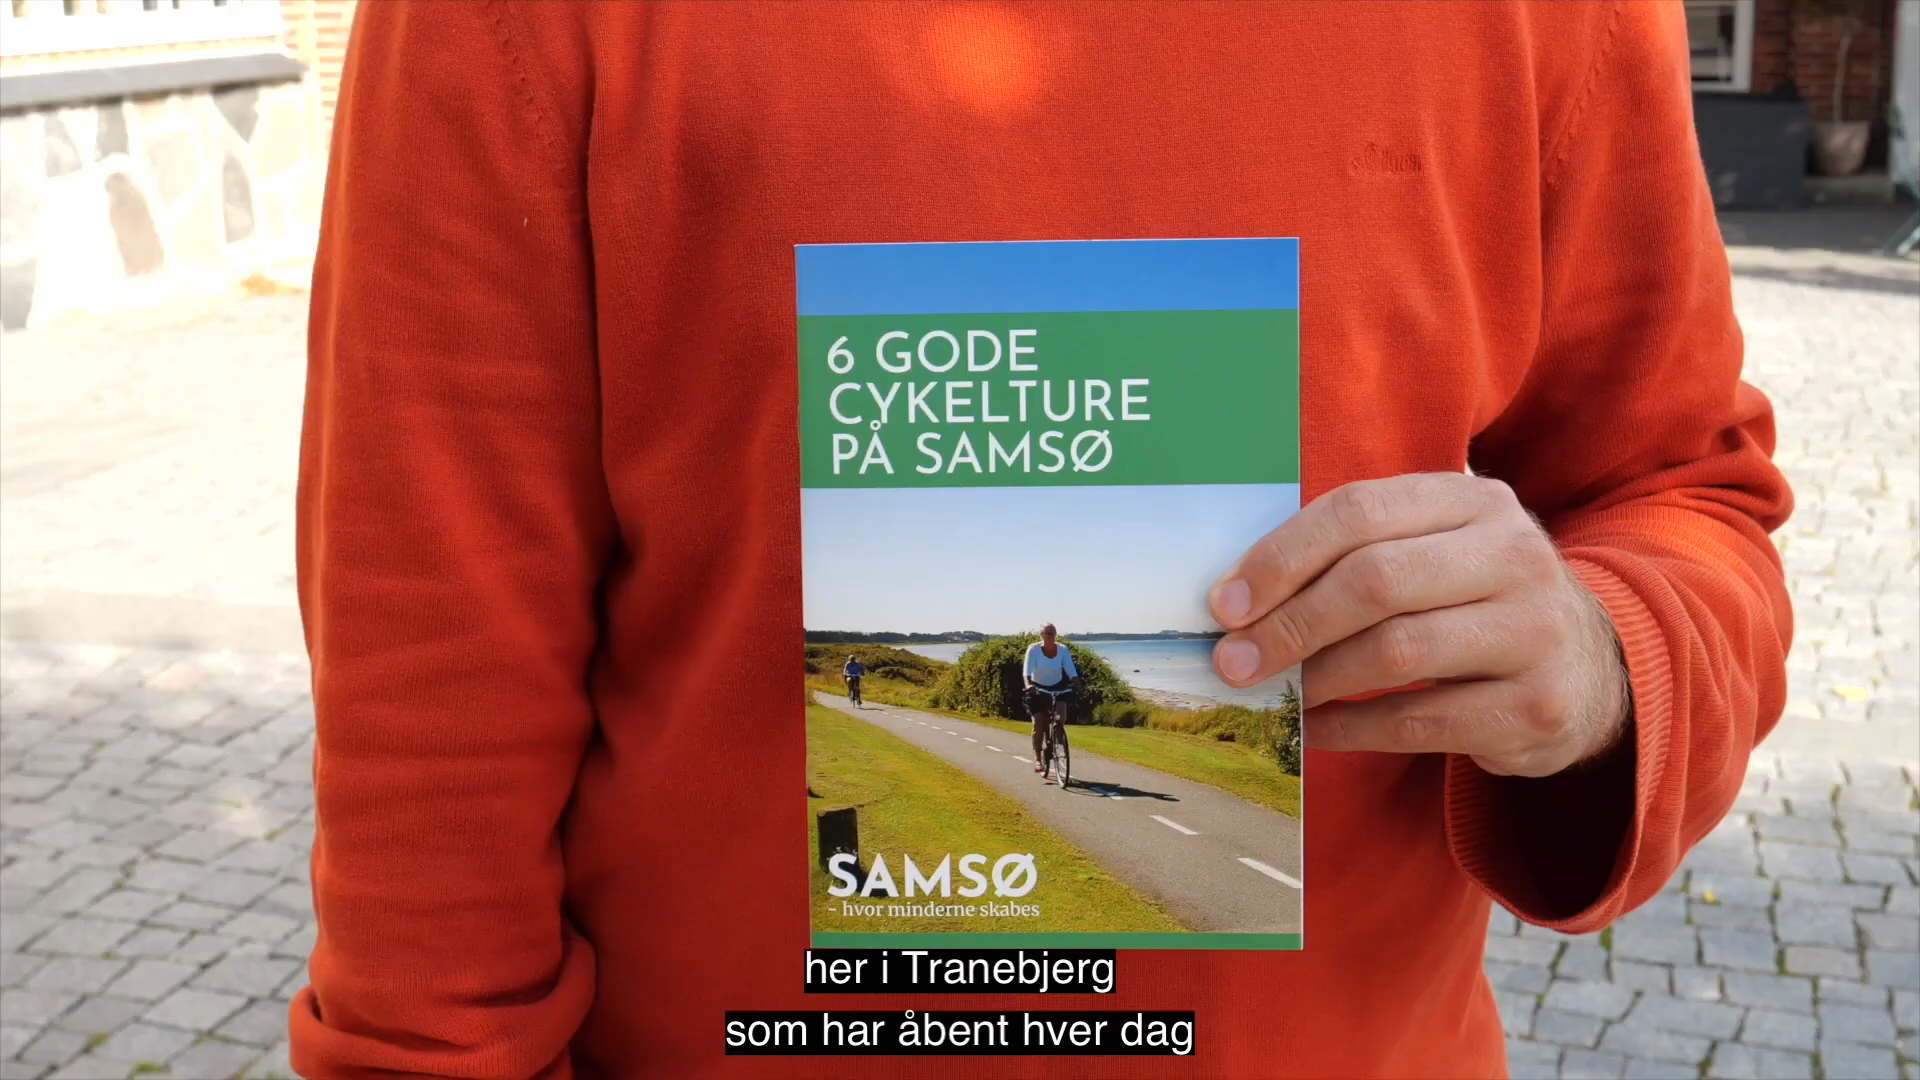 6 GODE
CYKELTURE
PÅ SAMSØ
SAMSØ
- hvor minderne skabes
her i Tranebjerg
som har åbent hver dag